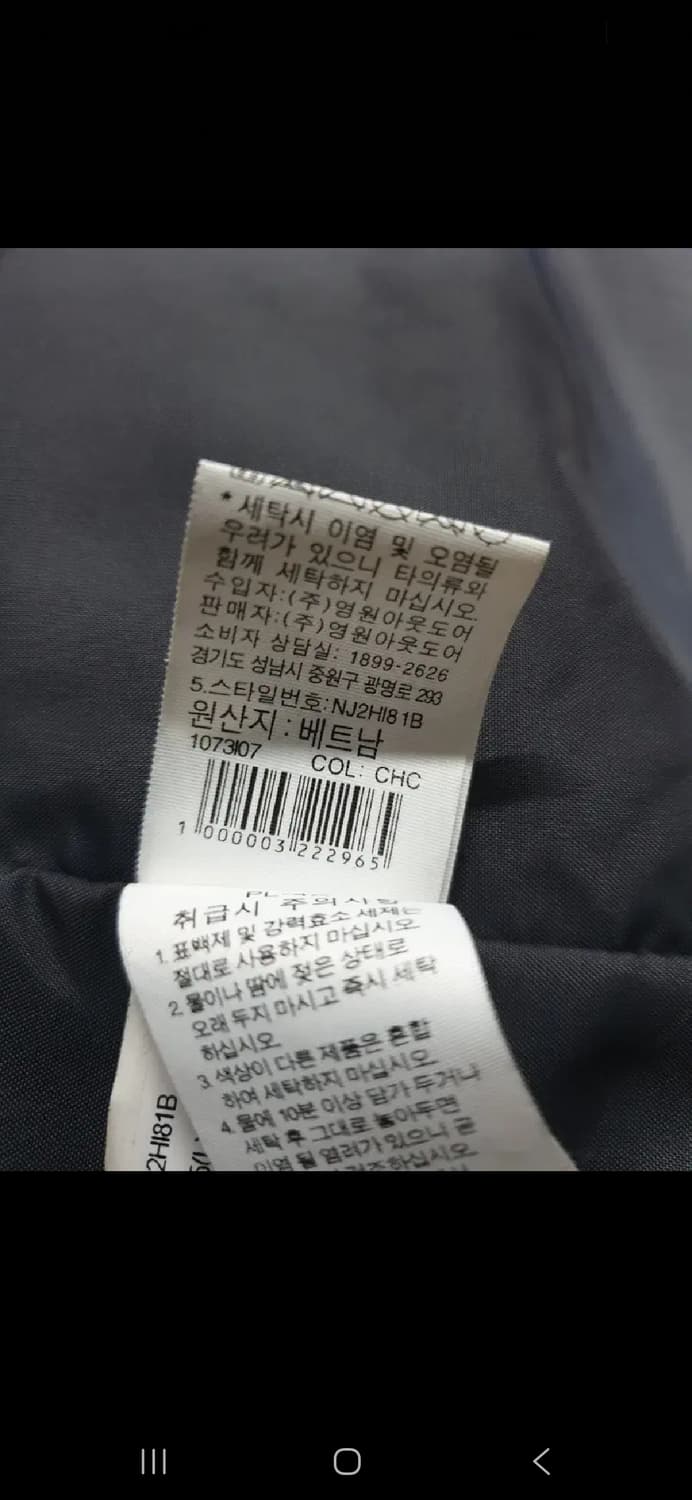 * 세탁시 이염 및 오염될
우려가 있으니 타의류와
함께 세탁하지 마십시오.
수입자:(주)영원아웃도어
판매자:(주)영원아웃도어
소비자 상담실: 1899-2626
경기도 성남시 중원구 광명로 293
5.스타일번호:NJ2HI81B
원산지:베트남
1073I07 COL: CHC
1 000003 222965
취급시 주의사항
1. 표백제 및 강력효소 세제는
절대로 사용하지 마십시오
2. 물이나 땀에 젖은 상태로
오래 두지 마시고 즉시 세탁
하십시오
3. 색상이 다른 제품은 혼합
하여 세탁하지 마십시오
4. 물에 10분 이상 담가 두거나
세탁 후 그대로 놓아두면
이염 될 염려가 있으니 곧
2HI81B